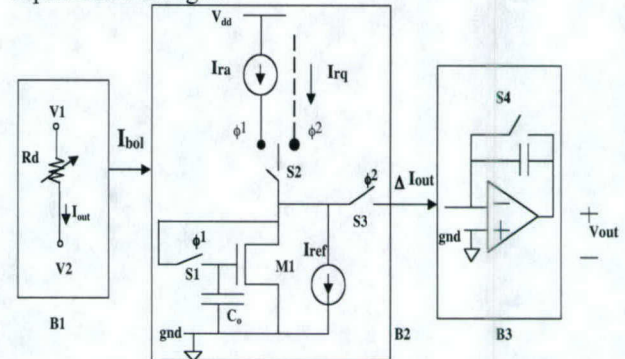 V1
Rd
Iout
V2
B1
Ibol
Vdd
Ira
Irq
ϕ1
ϕ2
S2
ϕ2
S3
ϕ1
S1
M1
Iref
Co
gnd
B2
Δ Iout
S4
−
+
gnd
+
Vout
−
B3